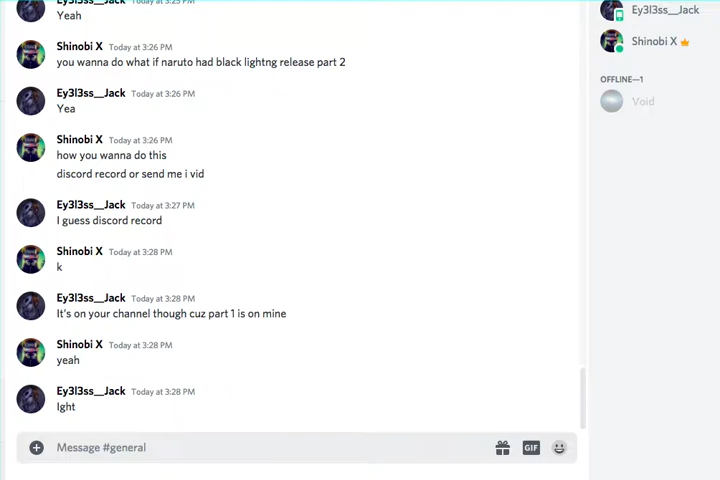 Ey3l3ss__Jack Today at 3:25 PM
Yeah
Shinobi X Today at 3:26 PM
you wanna do what if naruto had black lightng release part 2
Ey3l3ss__Jack Today at 3:26 PM
Yea
Shinobi X Today at 3:26 PM
how you wanna do this
discord record or send me i vid
Ey3l3ss__Jack Today at 3:27 PM
I guess discord record
Shinobi X Today at 3:28 PM
k
Ey3l3ss__Jack Today at 3:28 PM
It's on your channel though cuz part 1 is on mine
Shinobi X Today at 3:28 PM
yeah
Ey3l3ss__Jack Today at 3:28 PM
Ight
Message #general
GIF
Ey3l3ss__Jack
Shinobi X
OFFLINE—1
Void